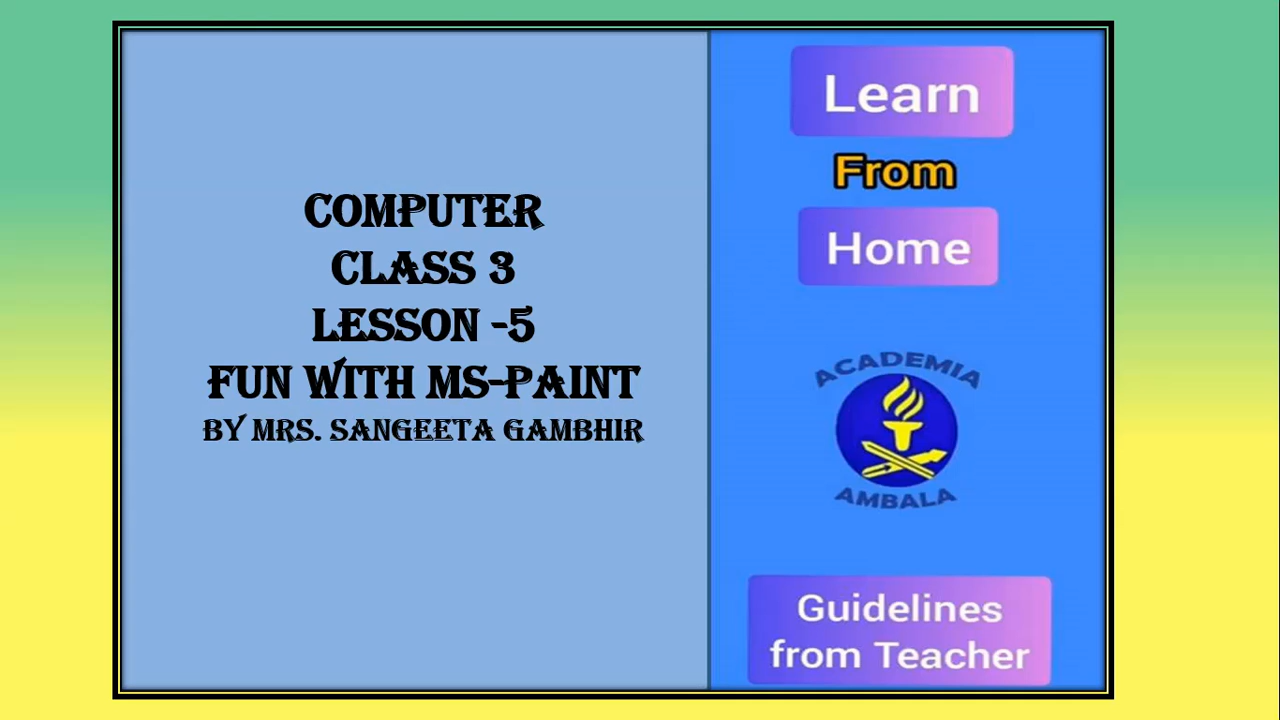 COMPUTER
CLASS 3
LESSON -5
FUN WITH MS-PAINT
BY MRS. SANGEETA GAMBHIR
Learn
From
Home
ACADEMIA
AMBALA
Guidelines
from Teacher